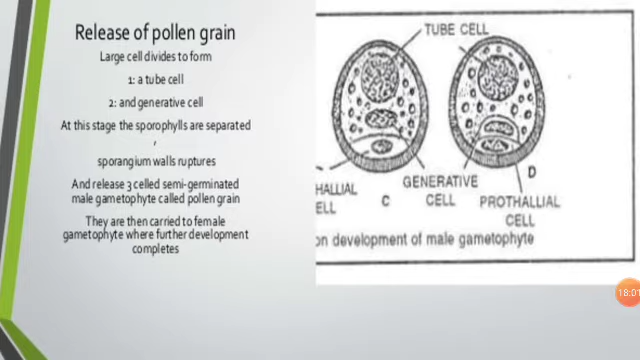 Release of pollen grain
Large cell divides to form
1: a tube cell
2: and generative cell
At this stage the sporophylls are separated
,
sporangium walls ruptures
And release 3 celled semi-germinated
male gametophyte called pollen grain
They are then carried to female
gametophyte where further development
completes
TUBE CELL
HALLIAL
ELL
C
GENERATIVE
CELL
D
PROTHALLIAL
CELL
on development of male gametophyte
18:01